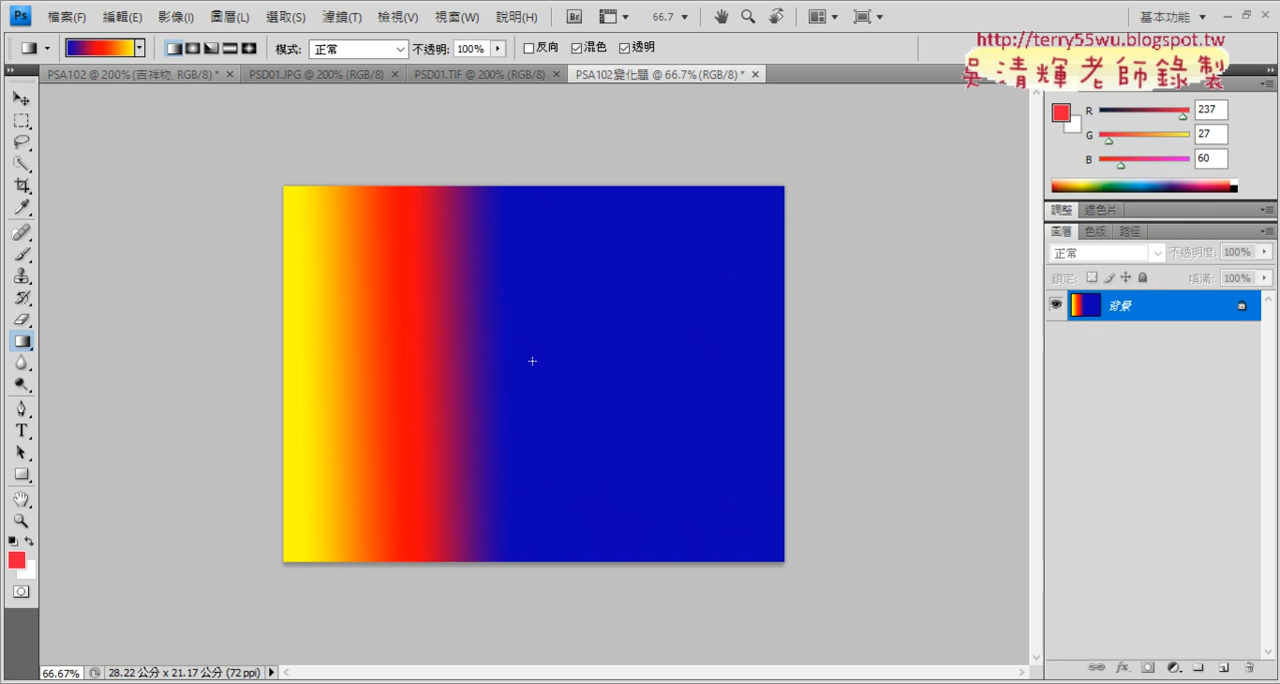 Ps 檔案(F) 編輯(E) 影像(I) 圖層(L) 選取(S) 濾鏡(T) 檢視(V) 視窗(W) 說明(H) Br 66.7 基本功能
http://terry55wu.blogspot.tw
吳清輝老師錄製
模式: 正常 不透明: 100% 反向 混色 透明
PSA102 @ 200% (吉祥物, RGB/8) * PSD01.JPG @ 200% (RGB/8) PSD01.TIF @ 200% (RGB/8) * PSA102變化題 @ 66.7% (RGB/8) *
R 237
G 27
B 60
調整 遮色片
圖層 色版 路徑
正常 不透明度: 100%
鎖定: 填滿: 100%
背景
T
66.67% 28.22 公分 x 21.17 公分 (72 ppi)